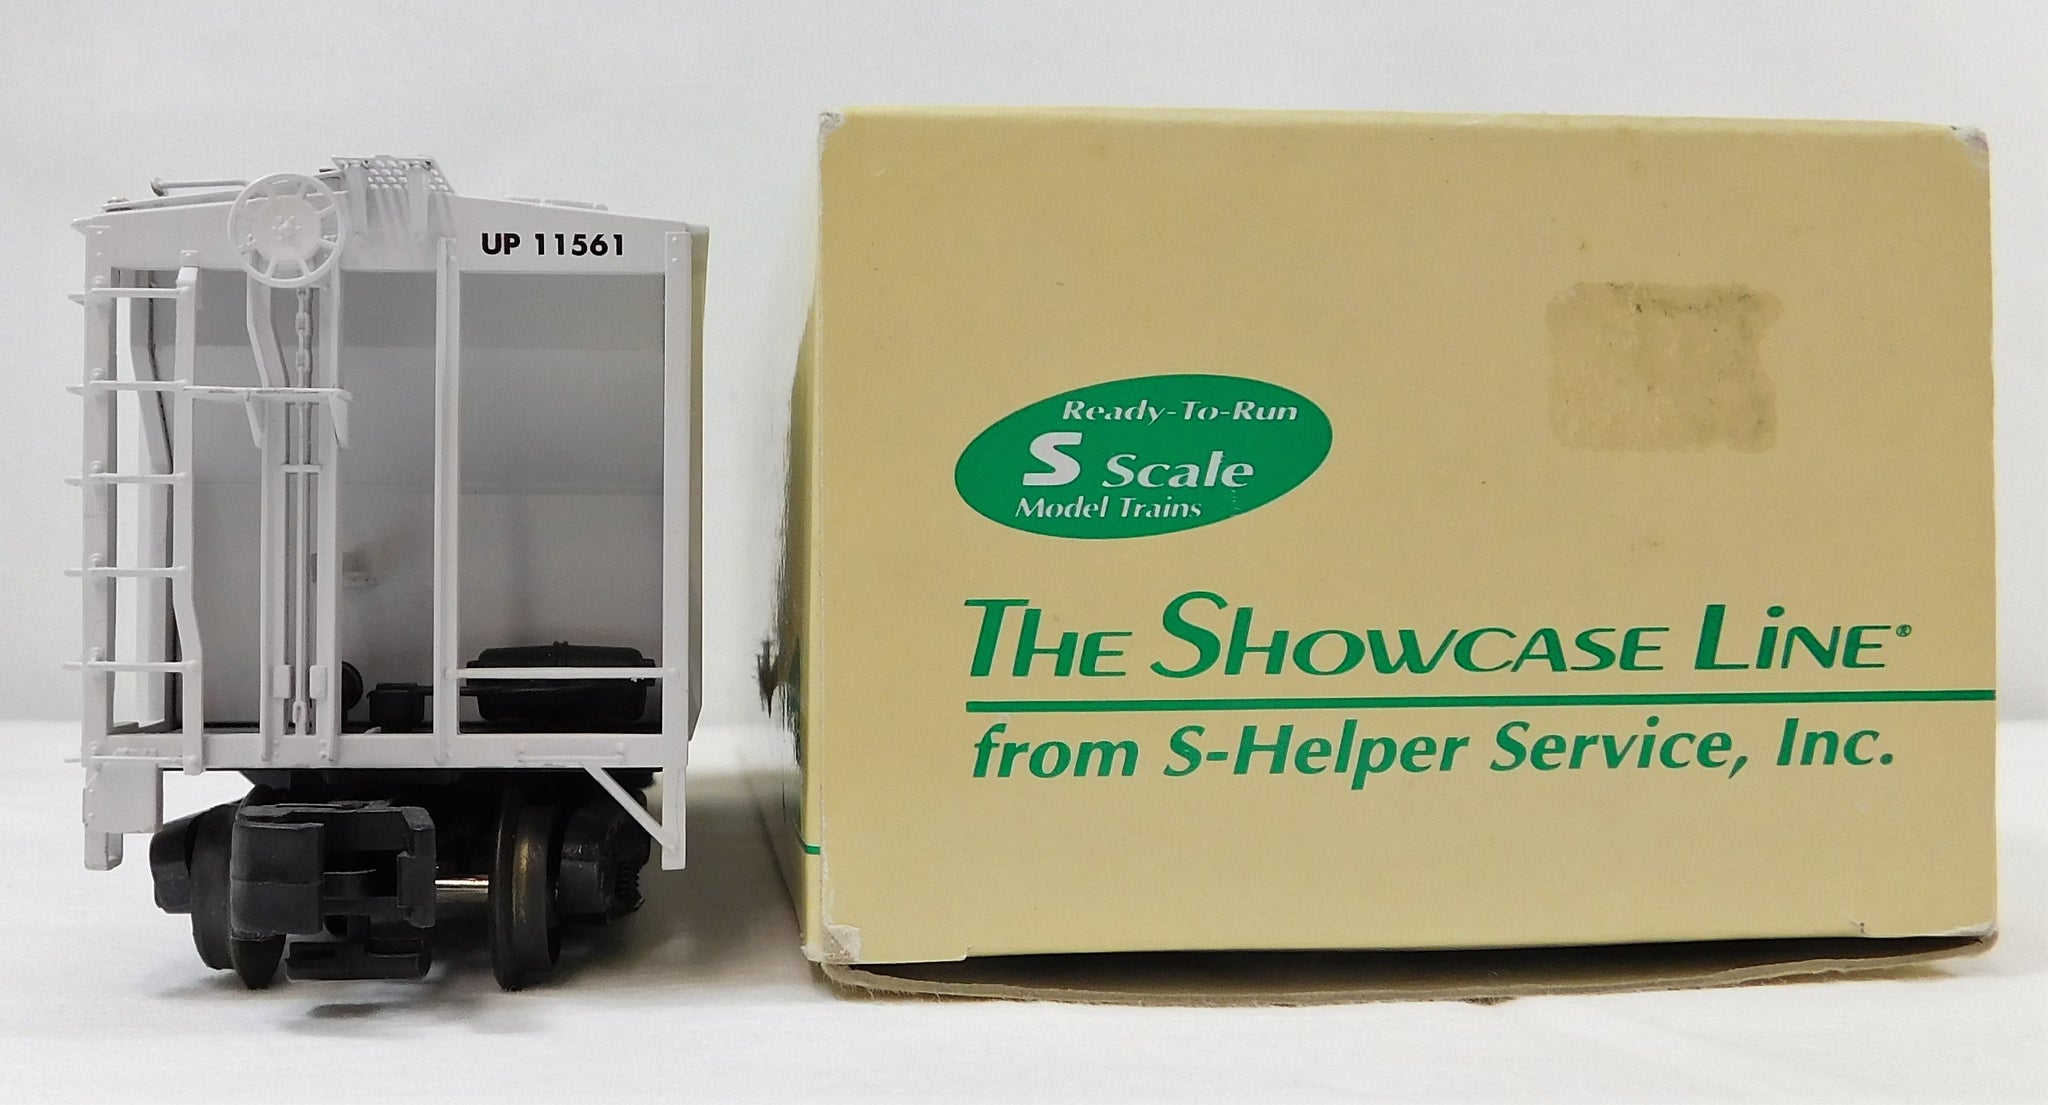 UP 11561
Ready-To-Run
S Scale
Model Trains
THE SHOWCASE LiNE®
from S-Helper Service, Inc.